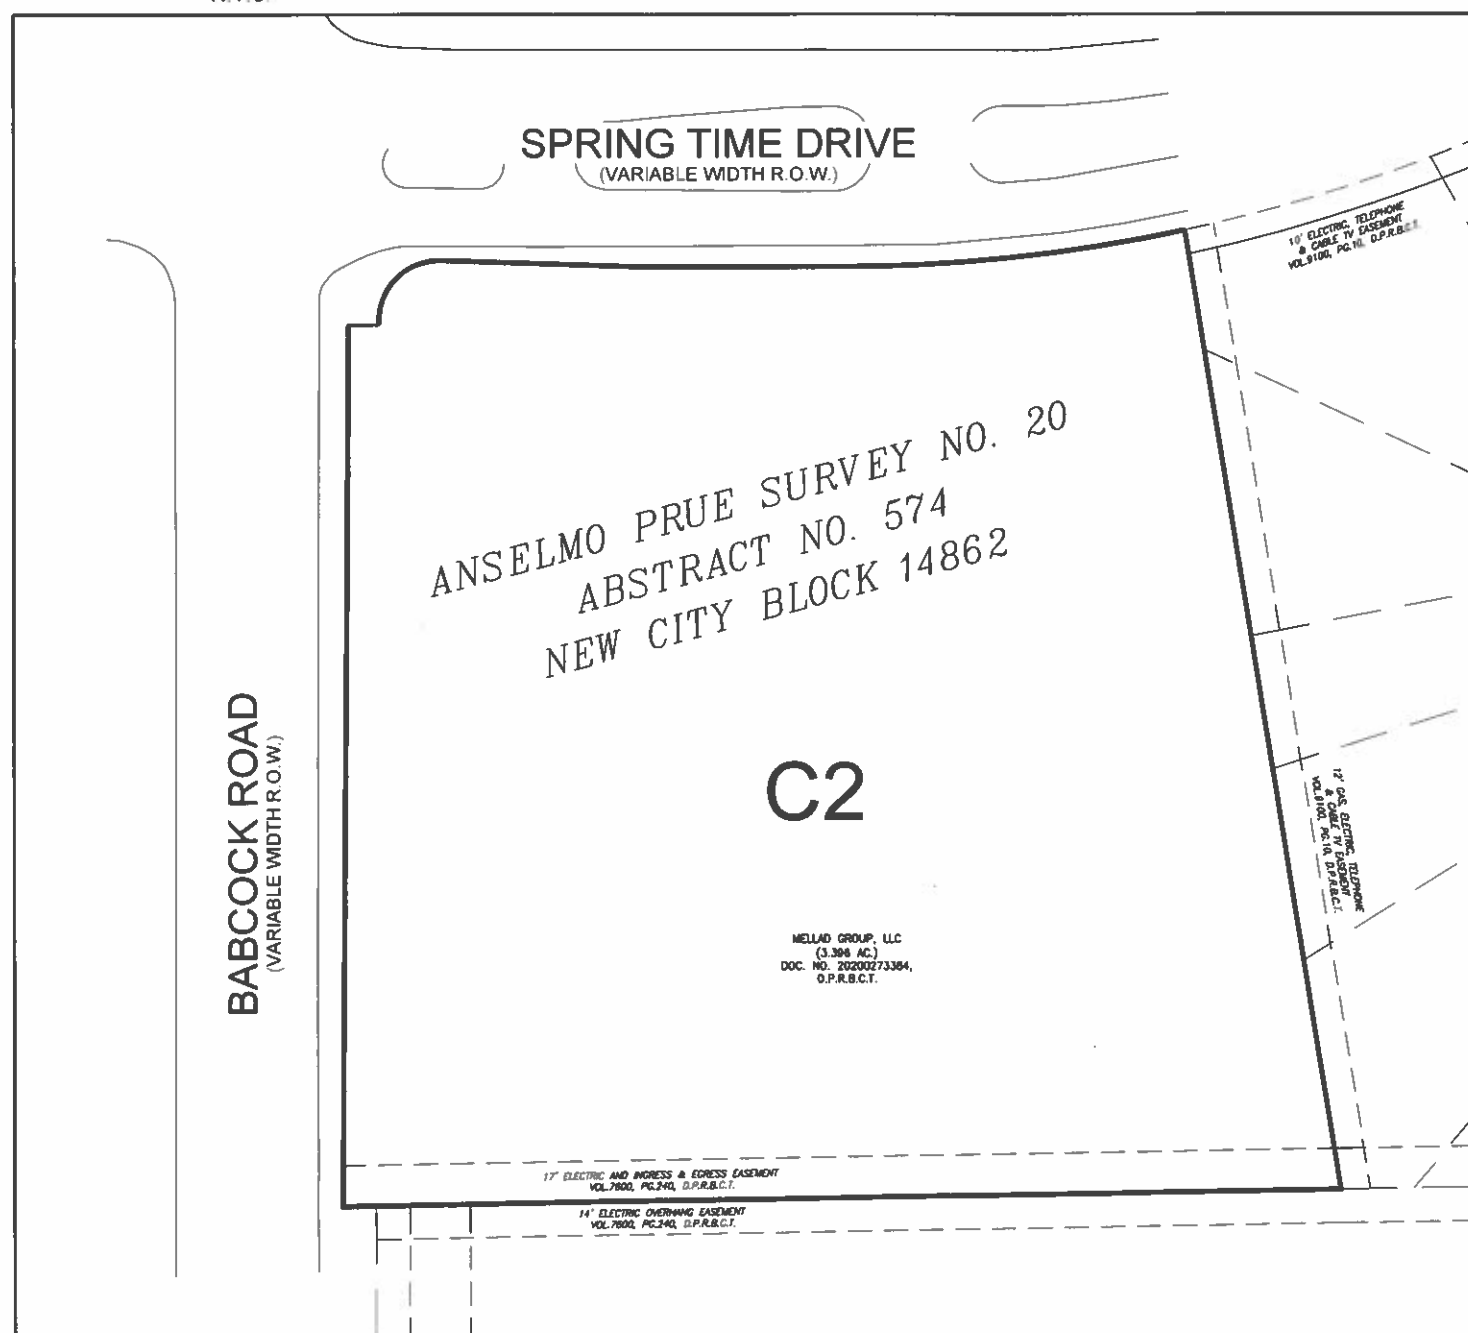 SPRING TIME DRIVE
(VARIABLE WIDTH R.O.W.)
10' ELECTRIC, TELEPHONE
& CABLE TV EASEMENT
VOL.9100, PG.10, D.P.R.B.C.T.
ANSELMO PRUE SURVEY NO. 20
ABSTRACT NO. 574
NEW CITY BLOCK 14862
BABCOCK ROAD
(VARIABLE WIDTH R.O.W.)
C2
12' GAS, ELECTRIC, TELEPHONE
& CABLE TV EASEMENT
VOL.9100, PG.10, D.P.R.B.C.T.
MELLAD GROUP, LLC
(3.396 AC.)
DOC. NO. 20200273384,
O.P.R.B.C.T.
17' ELECTRIC AND INGRESS & EGRESS EASEMENT
VOL.7600, PG.240, D.P.R.B.C.T.
14' ELECTRIC OVERHANG EASEMENT
VOL.7600, PG.240, D.P.R.B.C.T.